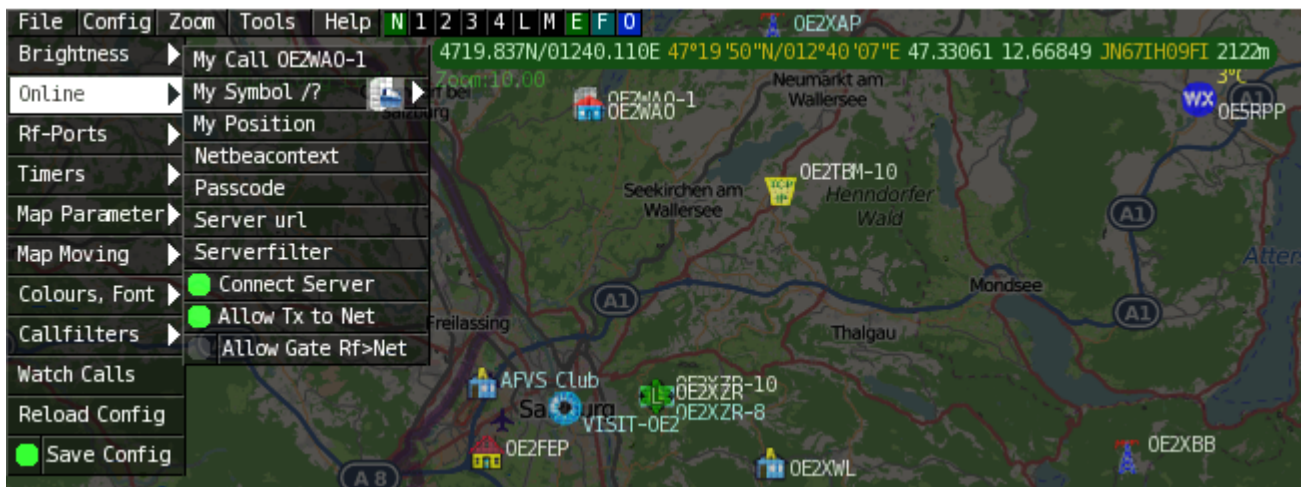 File Config Zoom Tools Help N 1 2 3 4 L M E F O
OE2XAP
4719.837N/01240.110E 47°19'50"N/012°40'07"E 47.33061 12.66849 JN67IH09FI 2122m
Zoom:10.00
Brightness
Online
Rf-Ports
Timers
Map Parameter
Map Moving
Colours, Font
Callfilters
Watch Calls
Reload Config
Save Config
My Call OE2WAO-1
My Symbol /?
My Position
Netbeacontext
Passcode
Server url
Serverfilter
Connect Server
Allow Tx to Net
Allow Gate Rf>Net
Neumarkt am
Wallersee
3°C
WX
A1
OE5RPP
OE2WAO-1
OE2WAO
OE2TBM-10
Seekirchen am
Wallersee
Henndorfer
Wald
A1
Atters
Mondsee
A1
A1
Freilassing
Thalgau
AFVS Club
L
OE2XZR-10
OE2XZR
OE2XZR-8
VISIT-OE2
OE2FEP
OE2XWL
OE2XBB
A 8